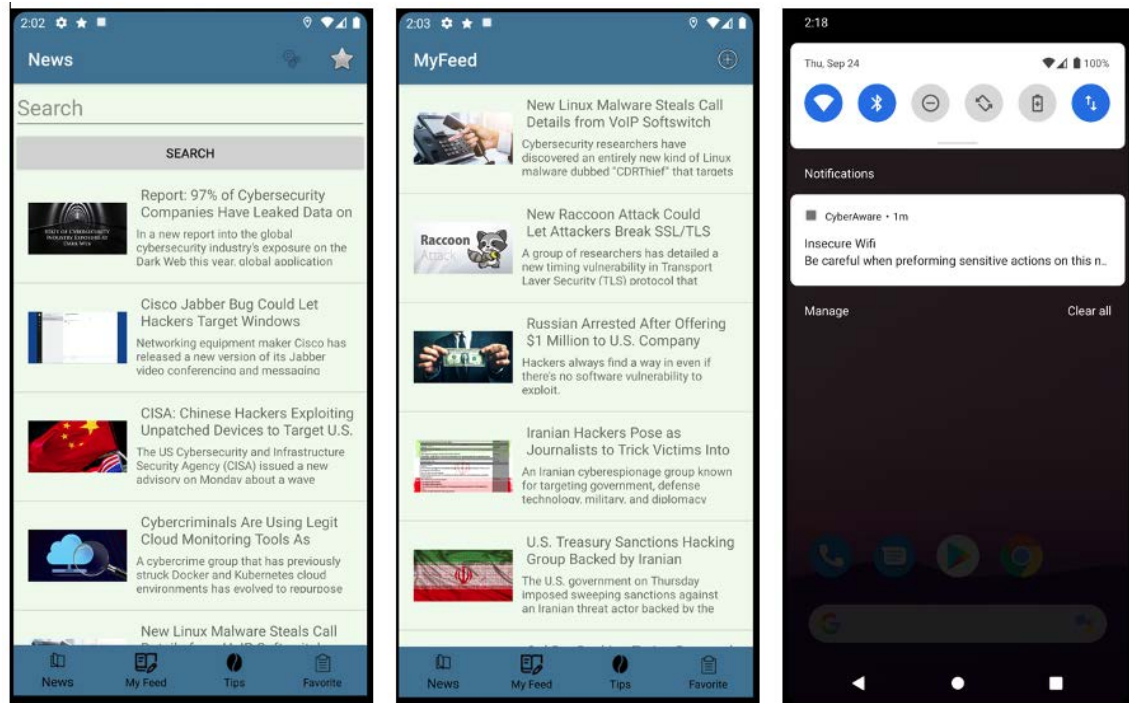 2:02
News
Search
SEARCH
STATE OF CYBERSECURITY
INDUSTRY EXPOSURE AT
DARK WEB
Report: 97% of Cybersecurity
Companies Have Leaked Data on
In a new report into the global
cybersecurity industry's exposure on the
Dark Web this year, global application
Cisco Jabber Bug Could Let
Hackers Target Windows
Networking equipment maker Cisco has
released a new version of its Jabber
video conferencing and messaging
CISA: Chinese Hackers Exploiting
Unpatched Devices to Target U.S.
The US Cybersecurity and Infrastructure
Security Agency (CISA) issued a new
advisory on Monday about a wave
Cybercriminals Are Using Legit
Cloud Monitoring Tools As
A cybercrime group that has previously
struck Docker and Kubernetes cloud
environments has evolved to repurpose
New Linux Malware Steals Call
Details from VoIP Softswitch
News
My Feed
Tips
Favorite
2:03
MyFeed
New Linux Malware Steals Call
Details from VoIP Softswitch
Cybersecurity researchers have
discovered an entirely new kind of Linux
malware dubbed "CDRThief" that targets
Raccoon
Attack
New Raccoon Attack Could
Let Attackers Break SSL/TLS
A group of researchers has detailed a
new timing vulnerability in Transport
Layer Security (TLS) protocol that
Russian Arrested After Offering
$1 Million to U.S. Company
Hackers always find a way in even if
there's no software vulnerability to
exploit.
Iranian Hackers Pose as
Journalists to Trick Victims Into
An Iranian cyberespionage group known
for targeting government, defense
technology, military, and diplomacy
U.S. Treasury Sanctions Hacking
Group Backed by Iranian
The U.S. government on Thursday
imposed sweeping sanctions against
an Iranian threat actor backed by the
News
My Feed
Tips
Favorite
2:18
Thu, Sep 24
100%
Notifications
CyberAware • 1m
Insecure Wifi
Be careful when preforming sensitive actions on this n..
Manage
Clear all
G